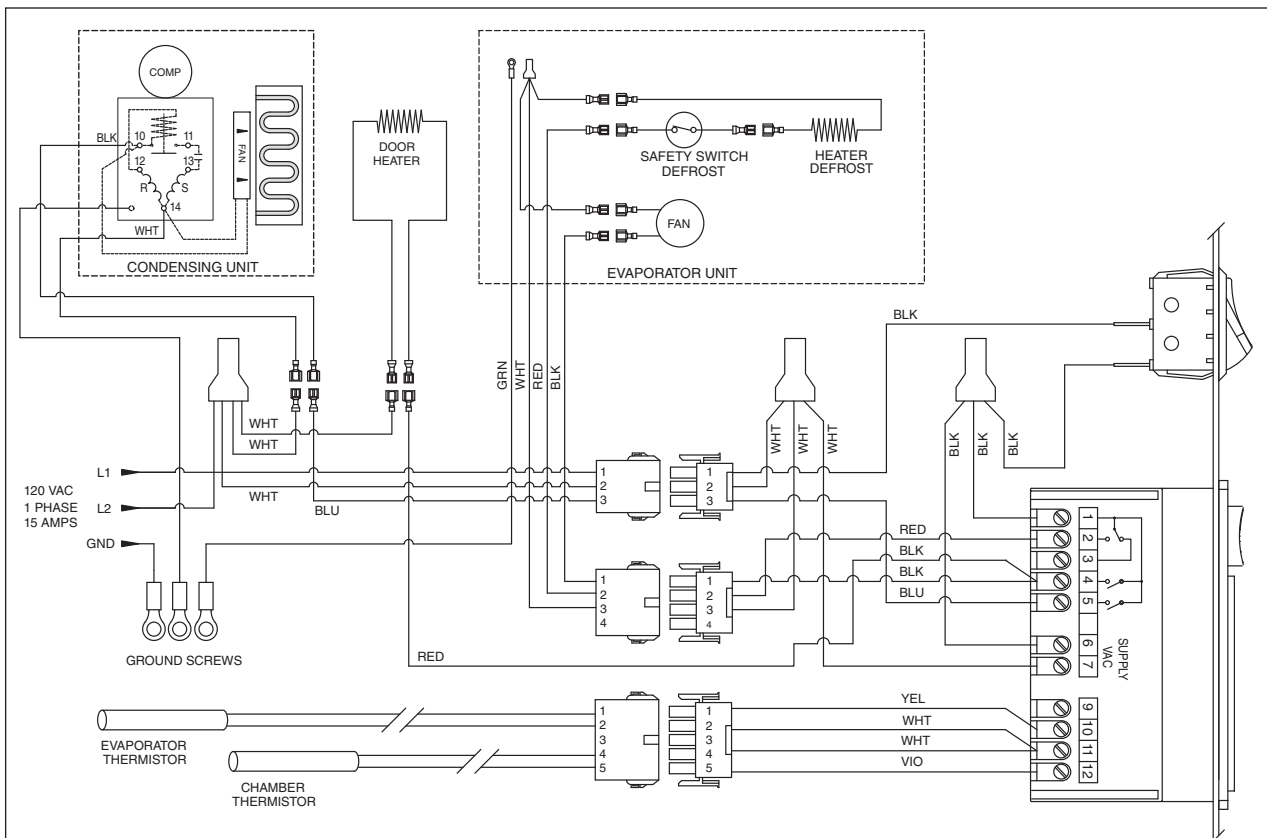 COMP
BLK
10
11
12
13
R
S
14
WHT
FAN
CONDENSING UNIT
DOOR
HEATER
SAFETY SWITCH
DEFROST
HEATER
DEFROST
FAN
EVAPORATOR UNIT
GRN
WHT
RED
BLK
BLK
WHT
WHT
WHT
BLK
BLK
BLK
WHT
WHT
L1
120 VAC
1 PHASE
15 AMPS
L2
WHT
BLU
GND
GROUND SCREWS
1
2
3
1
2
3
1
2
3
4
1
2
3
4
RED
BLK
BLK
BLU
RED
1
2
3
4
5
6
7
SUPPLY
VAC
9
10
11
12
EVAPORATOR
THERMISTOR
CHAMBER
THERMISTOR
1
2
3
4
5
1
2
3
4
5
YEL
WHT
WHT
VIO